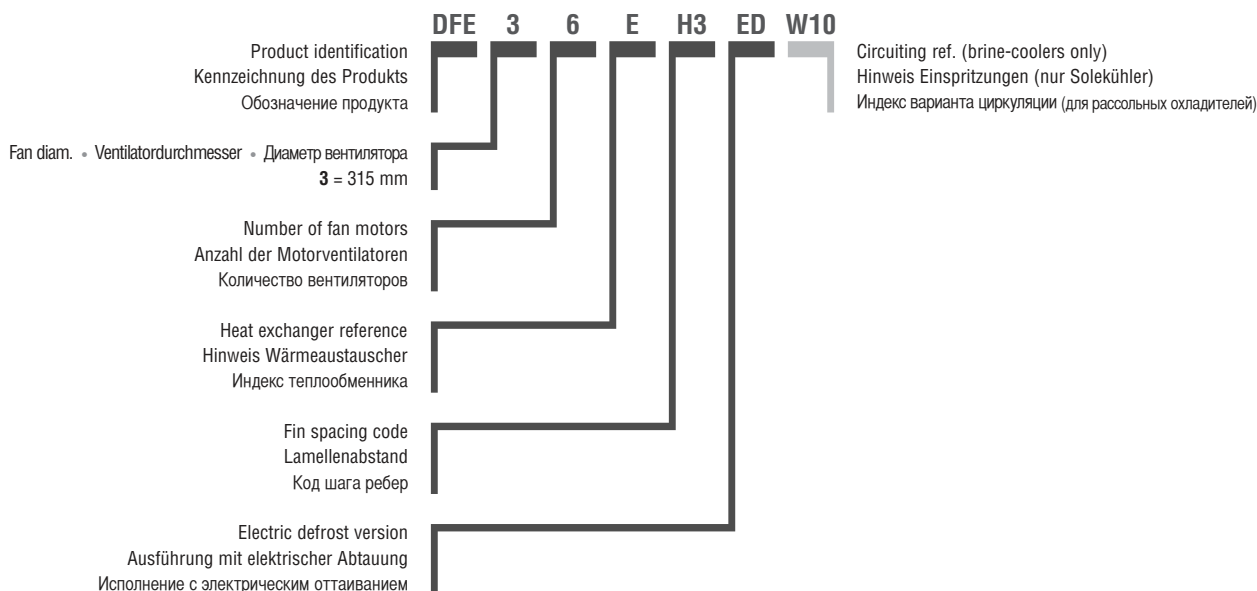 DFE 3 6 E H3 ED W10
Product identification
Kennzeichnung des Produkts
Обозначение продукта
Circuiting ref. (brine-coolers only)
Hinweis Einspritzungen (nur Solekühler)
Индекс варианта циркуляции (для рассольных охладителей)
Fan diam. • Ventilatordurchmesser • Диаметр вентилятора
3 = 315 mm
Number of fan motors
Anzahl der Motorventilatoren
Количество вентиляторов
Heat exchanger reference
Hinweis Wärmeaustauscher
Индекс теплообменника
Fin spacing code
Lamellenabstand
Код шага ребер
Electric defrost version
Ausführung mit elektrischer Abtauung
Исполнение с электрическим оттаиванием